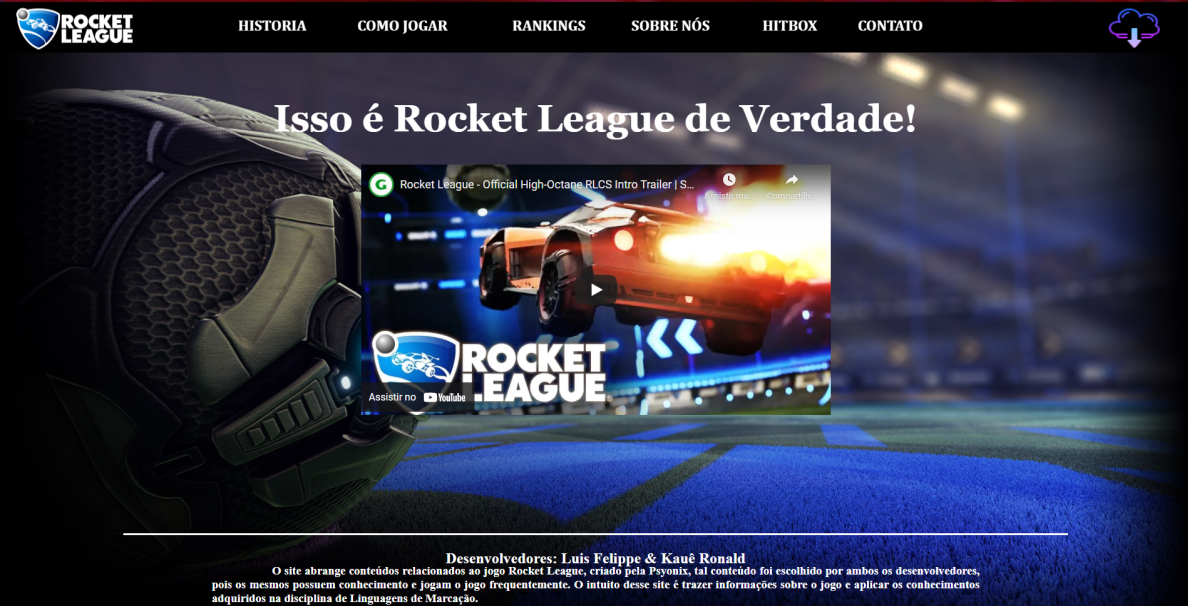 ROCKET
LEAGUE
HISTORIA COMO JOGAR RANKINGS SOBRE NÓS HITBOX CONTATO
Isso é Rocket League de Verdade!
G Rocket League - Official High-Octane RLCS Intro Trailer | S...
Assistir ma... Compartilh...
ROCKET
LEAGUE
Assistir no YouTube
Desenvolvedores: Luis Felippe & Kauê Ronald
O site abrange conteúdos relacionados ao jogo Rocket League, criado pela Psyonix, tal conteúdo foi escolhido por ambos os desenvolvedores,
pois os mesmos possuem conhecimento e jogam o jogo frequentemente. O intuito desse site é trazer informações sobre o jogo e aplicar os conhecimentos
adquiridos na disciplina de Linguagens de Marcação.